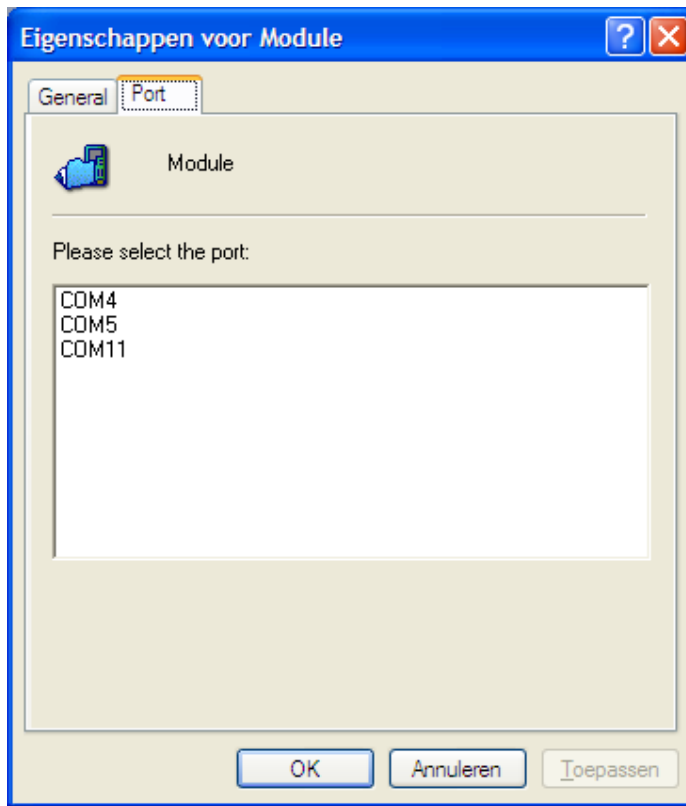 Eigenschappen voor Module
General Port
Module
Please select the port:
COM4
COM5
COM11
OK Annuleren Toepassen